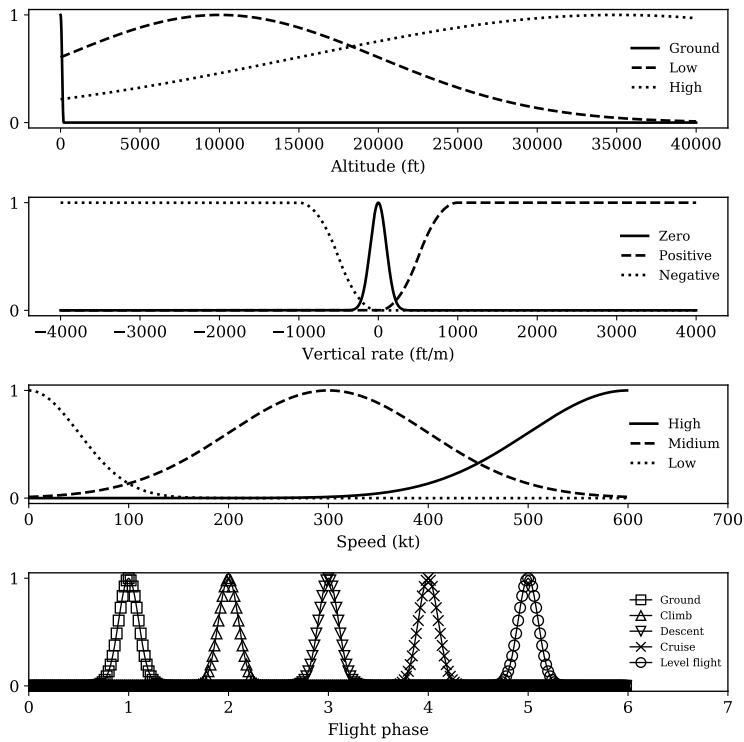 1
Ground
Low
High
0
0 5000 10000 15000 20000 25000 30000 35000 40000
Altitude (ft)
1
Zero
Positive
Negative
0
−4000 −3000 −2000 −1000 0 1000 2000 3000 4000
Vertical rate (ft/m)
1
High
Midium
Low
0
0 100 200 300 400 500 600 700
Speed (kt)
1
Ground
Climb
Descent
Cruise
Level flight
0
0 1 2 3 4 5 6 7
Flight phase